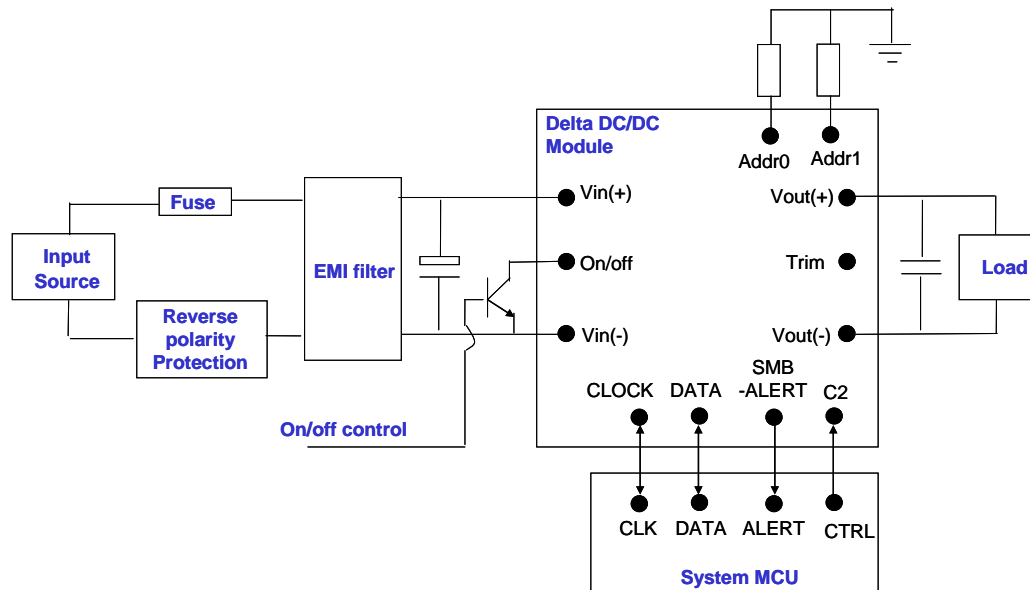 Delta DC/DC
Module
Addr0
Addr1
Fuse
Vin(+)
Vout(+)
Input
Source
EMI filter
On/off
Trim
Load
Reverse
polarity
Protection
Vin(-)
Vout(-)
SMB
CLOCK
DATA
-ALERT
C2
On/off control
CLK
DATA
ALERT
CTRL
System MCU